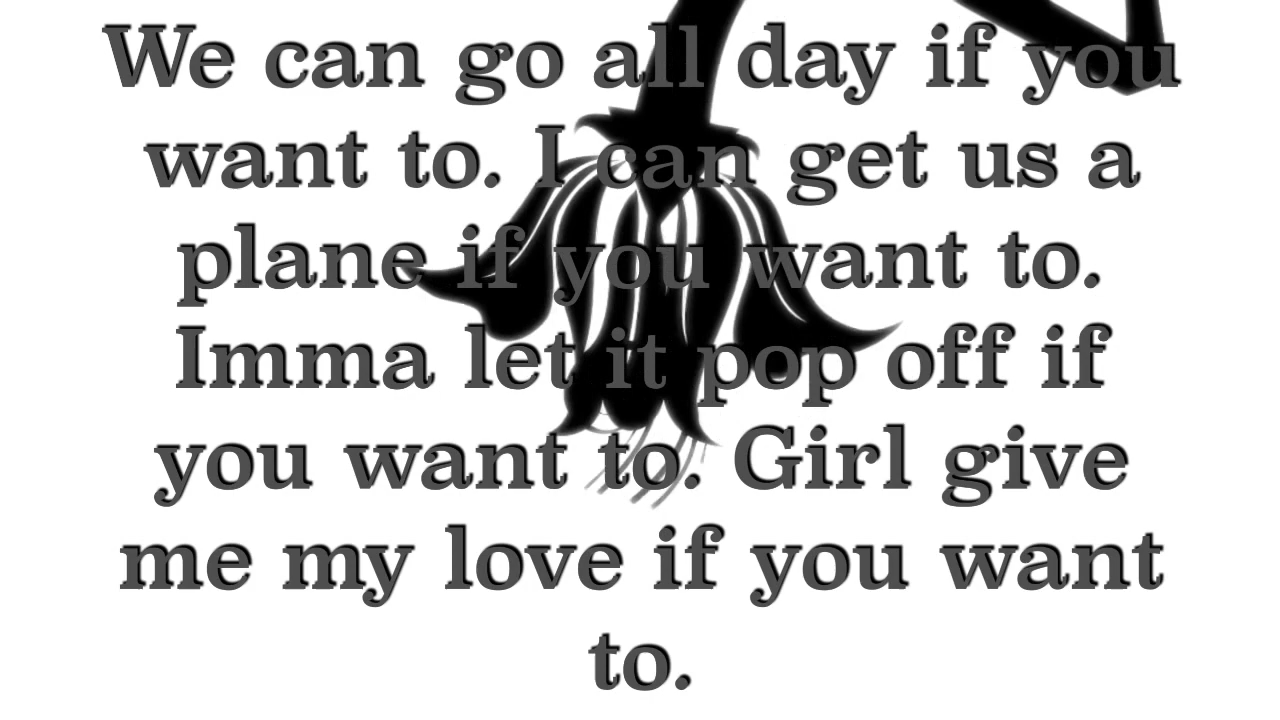 We can go all day if you
want to. I can get us a
plane if you want to.
Imma let it pop off if
you want to. Girl give
me my love if you want
to.